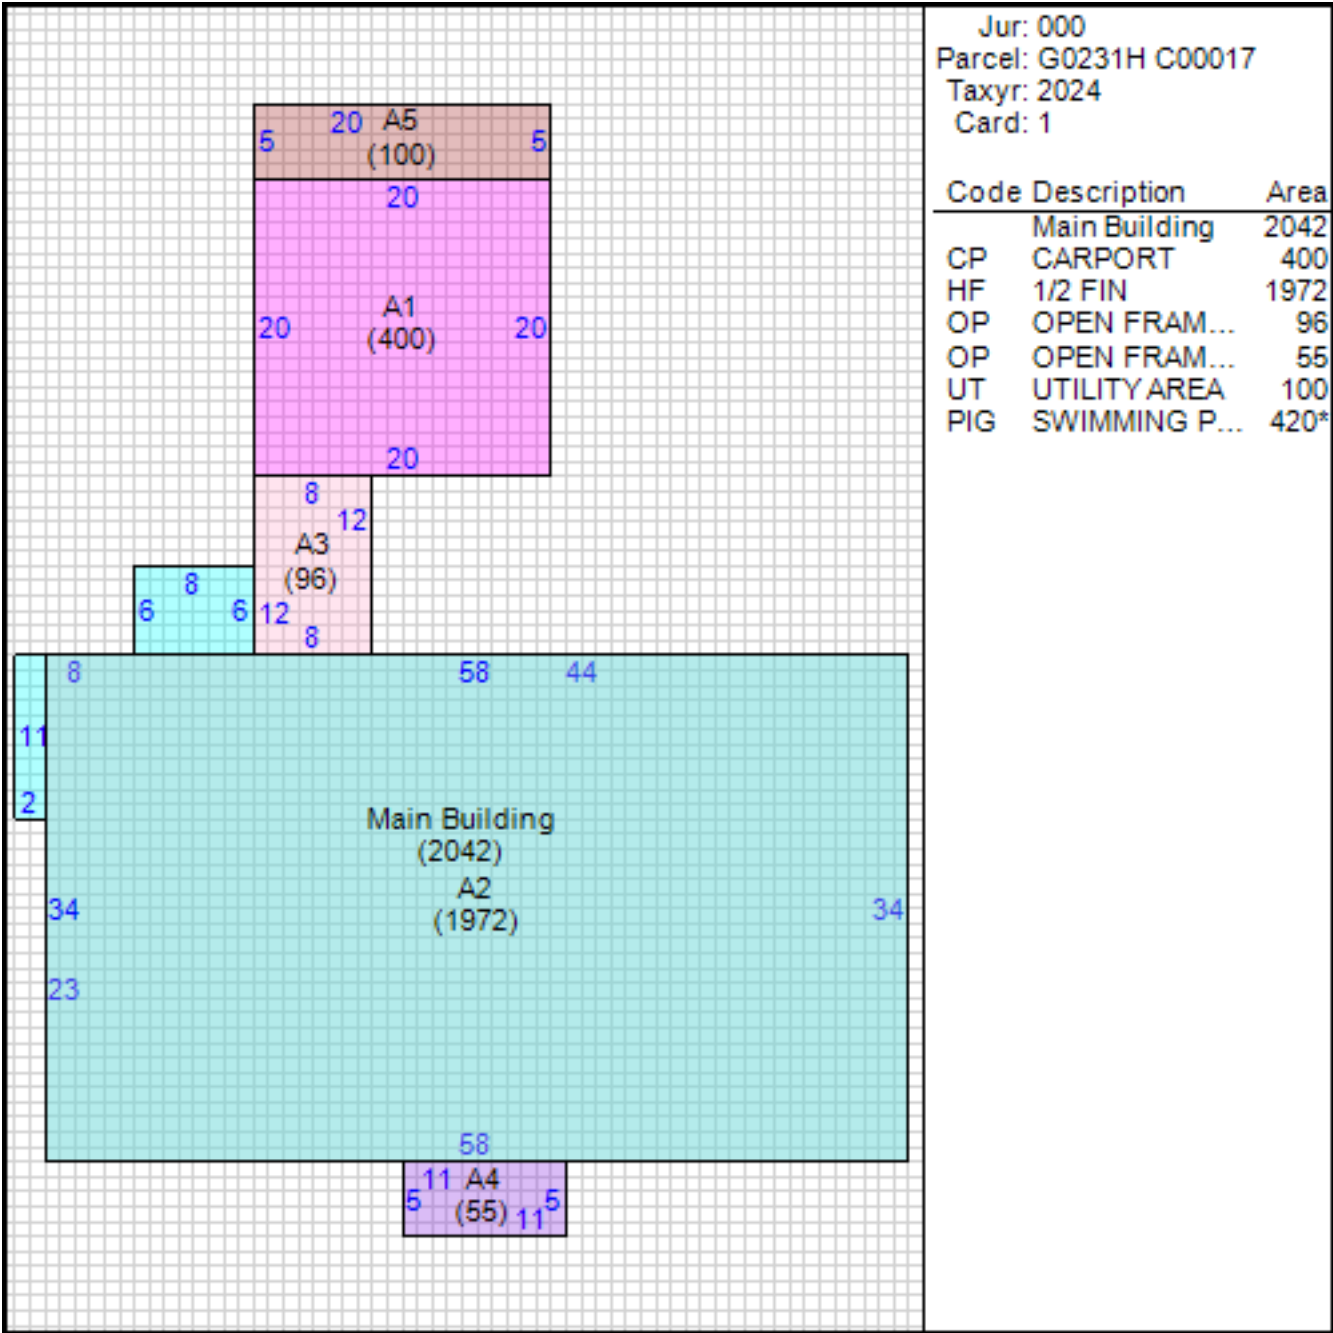 Jur: 000
Parcel: G0231H C00017
Taxyr: 2024
Card: 1
Code Description Area
Main Building 2042
CP CARPORT 400
HF 1/2 FIN 1972
OP OPEN FRAM... 96
OP OPEN FRAM... 55
UT UTILITY AREA 100
PIG SWIMMING P... 420*
20 A5
5 (100) 5
20
A1
20 (400) 20
20
8
12
A3
(96)
8
6 6 12
8
8 58 44
11
2
Main Building
(2042)
A2
34 (1972) 34
23
58
11 A4
5 (55) 11 5